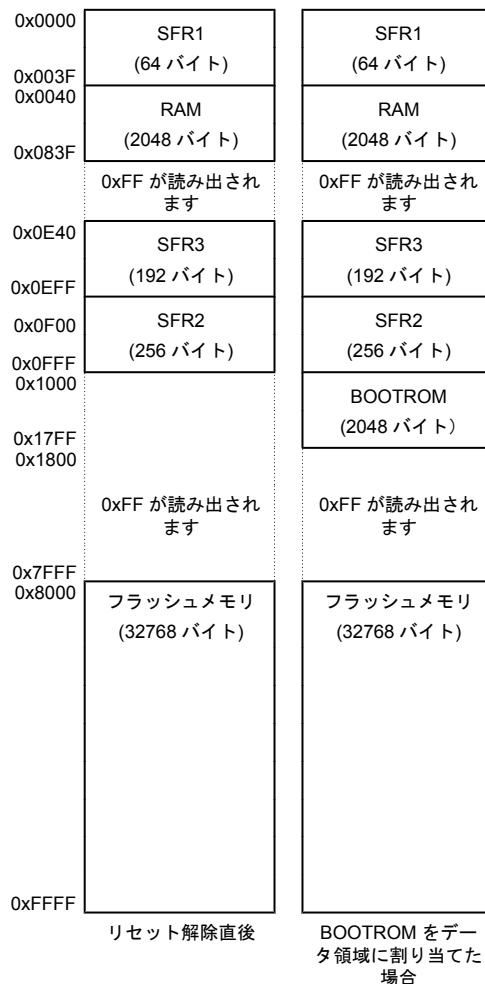 0x0000
SFR1
(64 バイト)
SFR1
(64 バイト)
0x003F
0x0040
RAM
(2048 バイト)
RAM
(2048 バイト)
0x083F
0xFF が読み出され
ます
0xFF が読み出され
ます
0x0E40
SFR3
(192 バイト)
SFR3
(192 バイト)
0x0EFF
0x0F00
SFR2
(256 バイト)
SFR2
(256 バイト)
0x0FFF
0x1000
BOOTROM
(2048 バイト）
0x17FF
0x1800
0xFF が読み出され
ます
0xFF が読み出され
ます
0x7FFF
0x8000
フラッシュメモリ
(32768 バイト)
フラッシュメモリ
(32768 バイト)
0xFFFF
リセット解除直後
BOOTROM をデー
タ領域に割り当てた
場合